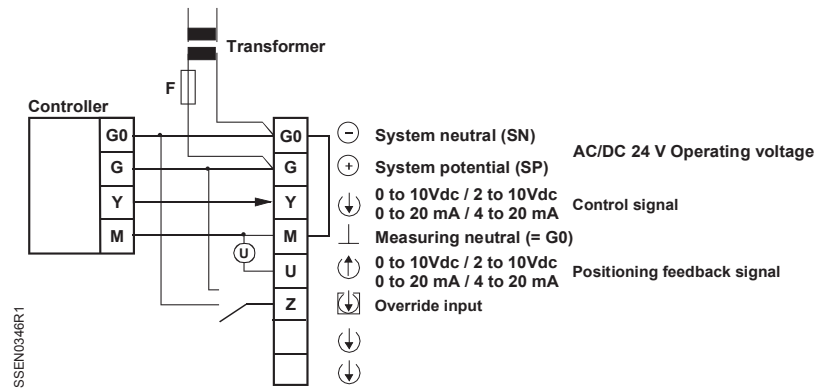 Transformer
F
Controller
G0
G0
System neutral (SN)
AC/DC 24 V Operating voltage
G
G
System potential (SP)
Y
Y
0 to 10Vdc / 2 to 10Vdc
0 to 20 mA / 4 to 20 mA
Control signal
M
M
Measuring neutral (= G0)
U
U
0 to 10Vdc / 2 to 10Vdc
0 to 20 mA / 4 to 20 mA
Positioning feedback signal
Z
Override input
SSEN0346R1